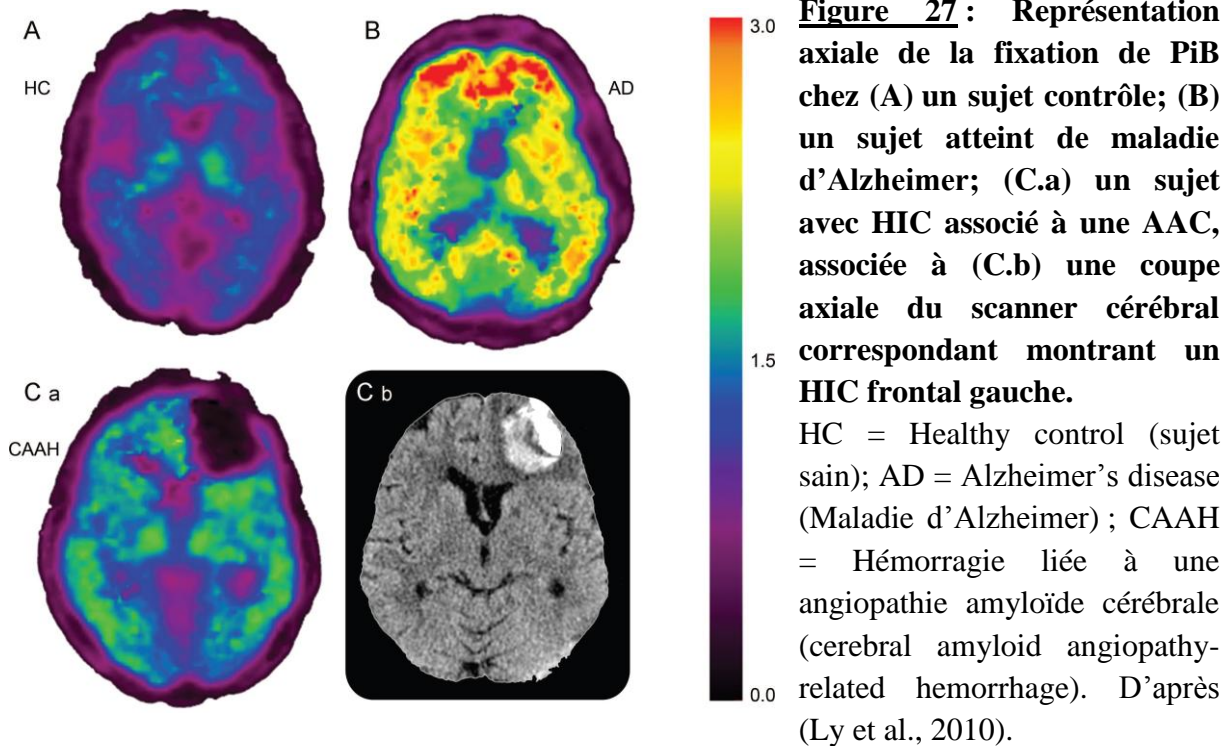 A
HC
B
AD
C a
CAAH
C b
3.0
1.5
0.0
Figure 27 : Représentation
axiale de la fixation de PiB
chez (A) un sujet contrôle; (B)
un sujet atteint de maladie
d'Alzheimer; (C.a) un sujet
avec HIC associé à une AAC,
associée à (C.b) une coupe
axiale du scanner cérébral
correspondant montrant un
HIC frontal gauche.
HC = Healthy control (sujet
sain); AD = Alzheimer's disease
(Maladie d'Alzheimer) ; CAAH
= Hémorragie liée à une
angiopathie amyloïde cérébrale
(cerebral amyloid angiopathy-
related hemorrhage). D'après
(Ly et al., 2010).